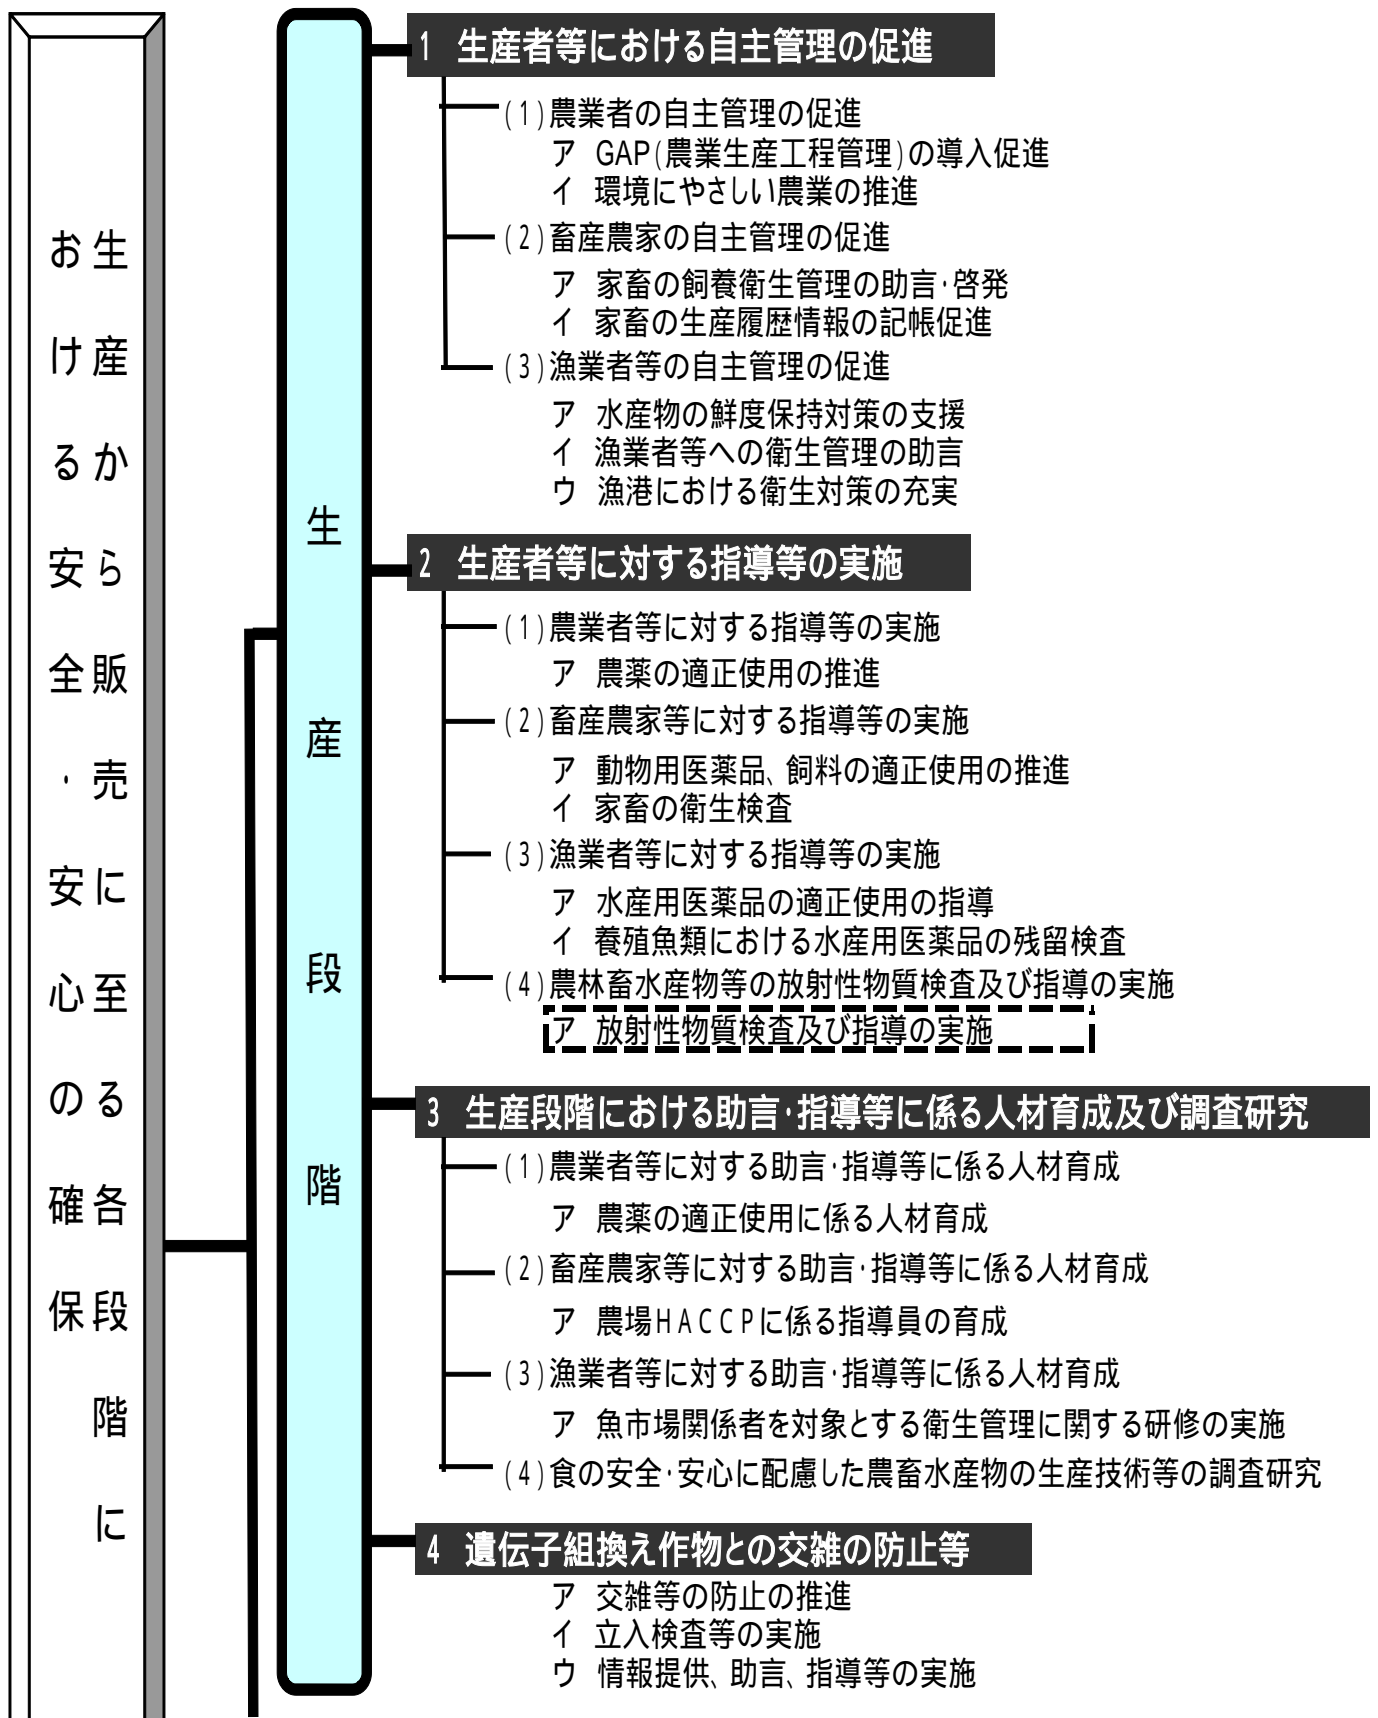 生産から販売に至る各段階に
おける安全・安心の確保
生産段階
1 生産者等における自主管理の促進
(1)農業者の自主管理の促進
ア GAP(農業生産工程管理)の導入促進
イ 環境にやさしい農業の推進
(2)畜産農家の自主管理の促進
ア 家畜の飼養衛生管理の助言・啓発
イ 家畜の生産履歴情報の記帳促進
(3)漁業者等の自主管理の促進
ア 水産物の鮮度保持対策の支援
イ 漁業者等への衛生管理の助言
ウ 漁港における衛生対策の充実
2 生産者等に対する指導等の実施
(1)農業者等に対する指導等の実施
ア 農薬の適正使用の推進
(2)畜産農家等に対する指導等の実施
ア 動物用医薬品、飼料の適正使用の推進
イ 家畜の衛生検査
(3)漁業者等に対する指導等の実施
ア 水産用医薬品の適正使用の指導
イ 養殖魚類における水産用医薬品の残留検査
(4)農林畜水産物等の放射性物質検査及び指導の実施
ア 放射性物質検査及び指導の実施
3 生産段階における助言・指導等に係る人材育成及び調査研究
(1)農業者等に対する助言・指導等に係る人材育成
ア 農薬の適正使用に係る人材育成
(2)畜産農家等に対する助言・指導等に係る人材育成
ア 農場HACCPに係る指導員の育成
(3)漁業者等に対する助言・指導等に係る人材育成
ア 魚市場関係者を対象とする衛生管理に関する研修の実施
(4)食の安全・安心に配慮した農畜水産物の生産技術等の調査研究
4 遺伝子組換え作物との交雑の防止等
ア 交雑等の防止の推進
イ 立入検査等の実施
ウ 情報提供、助言、指導等の実施